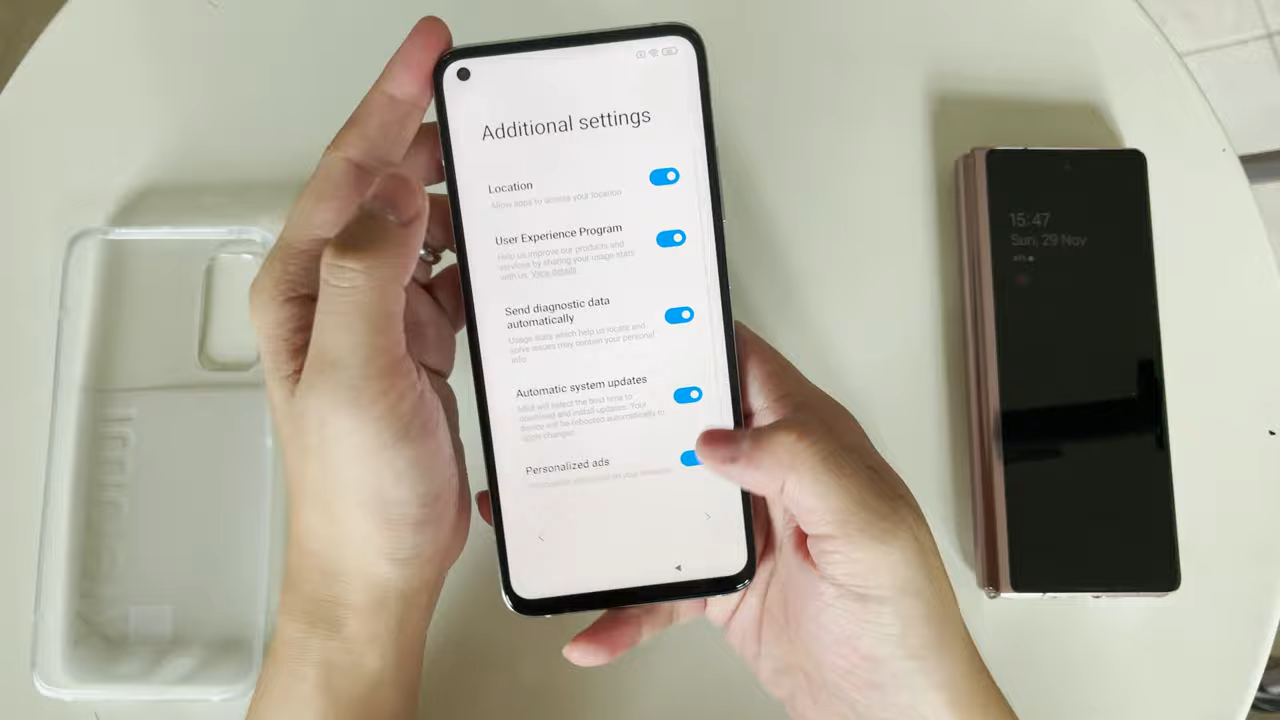 Additional settings
Location
Allow apps to access your location
User Experience Program
Help us improve our products and
services by sharing your usage stats
with us. View details
Send diagnostic data
automatically
Usage stats which help us locate and
solve issues may contain your personal
info
Automatic system updates
MIUI will select the best time to
download and install updates. Your
device will be rebooted automatically to
apply changes
Personalized ads
15:47
Sun, 29 Nov